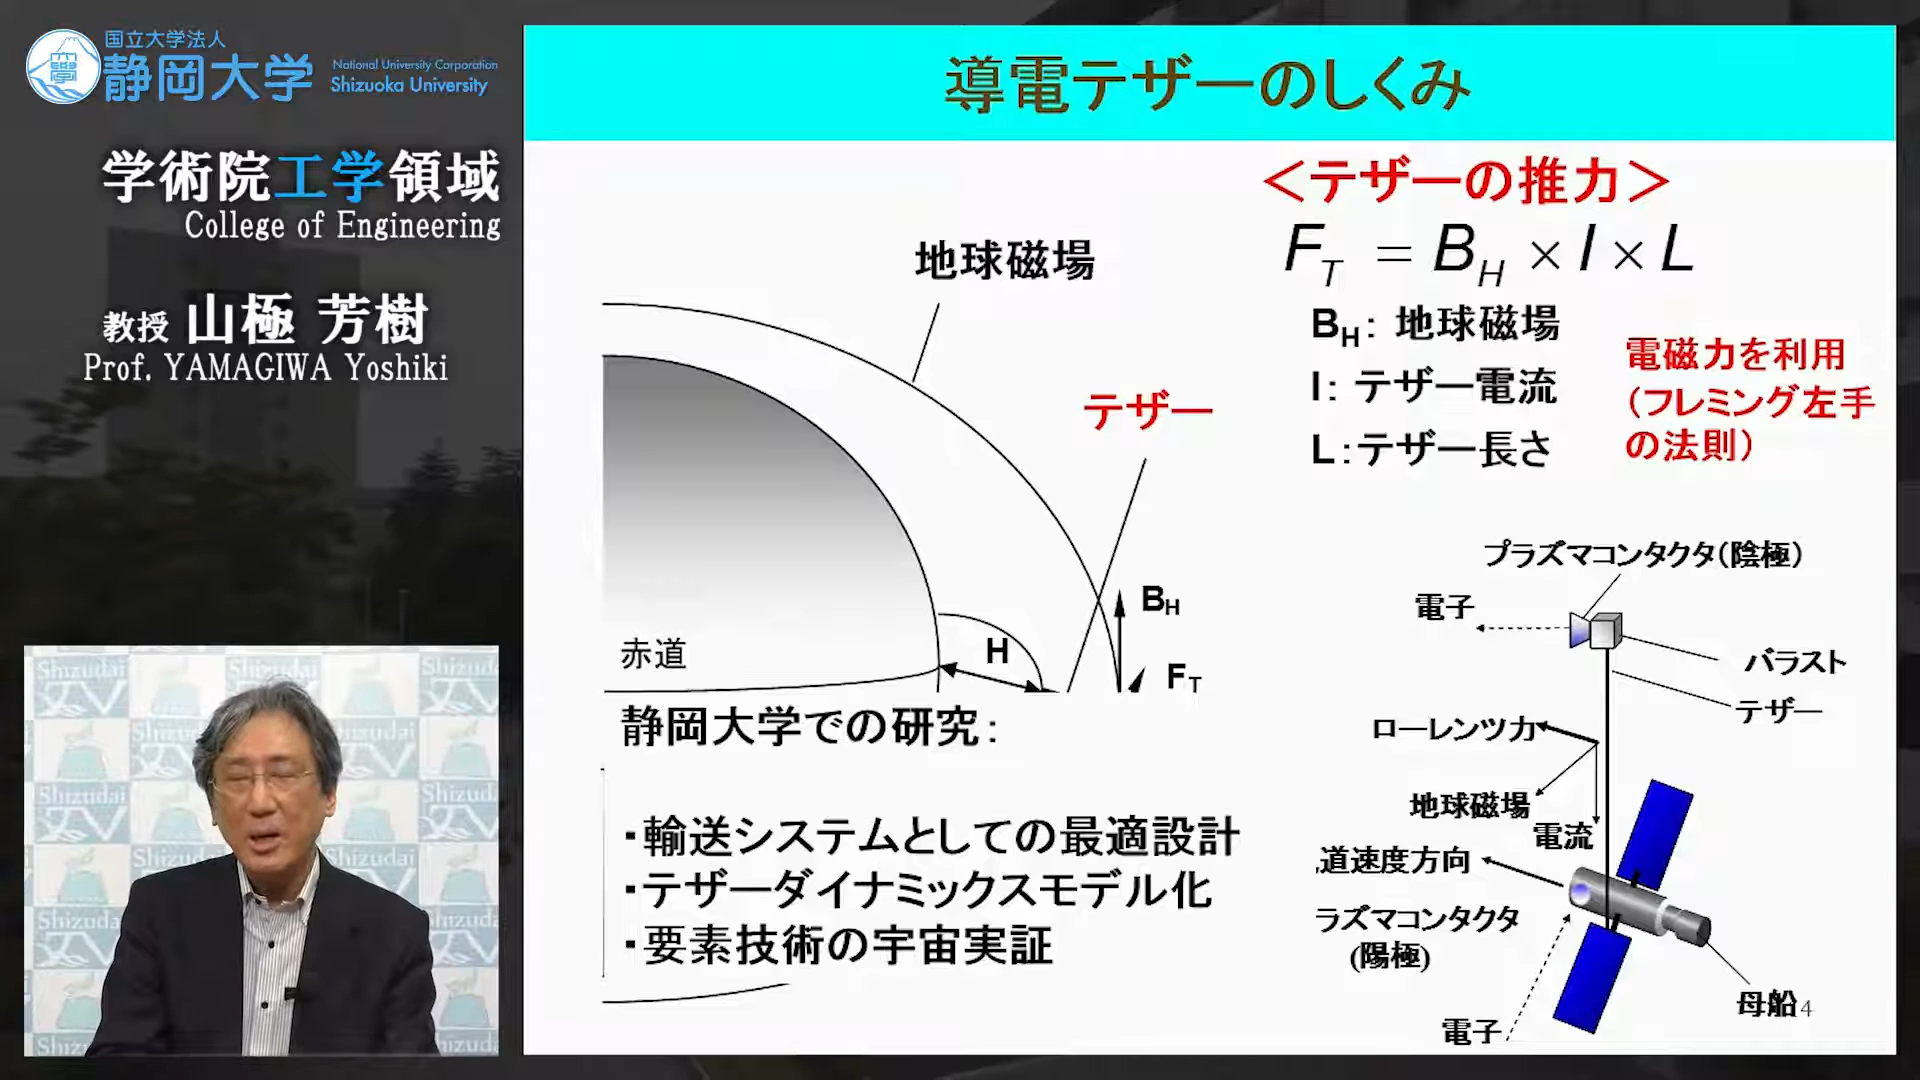 国立大学法人
静岡大学
National University Corporation
Shizuoka University
学術院工学領域
College of Engineering
教授 山極 芳樹
Prof. YAMAGIWA Yoshiki
導電テザーのしくみ
<テザーの推力>
F_T = B_H × I × L
B_H: 地球磁場
I: テザー電流
L:テザー長さ
電磁力を利用
(フレミング左手
の法則)
地球磁場
テザー
B_H
H
F_T
赤道
静岡大学での研究:
・輸送システムとしての最適設計
・テザーダイナミックスモデル化
・要素技術の宇宙実証
プラズマコンタクタ(陰極)
電子
バラスト
テザー
ローレンツ力
地球磁場
電流
道速度方向
ラズマコンタクタ
(陽極)
母船
4
電子
Shizudai
TV
Shizudai
TV